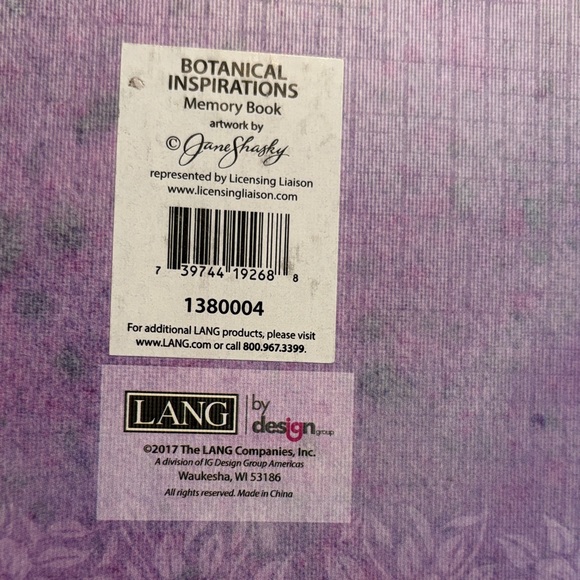 BOTANICAL
INSPIRATIONS
Memory Book
artwork by
© Jane Shasky
represented by Licensing Liaison
www.licensingliaison.com
7 39744 19268 8
1380004
For additional LANG products, please visit
www.LANG.com or call 800.967.3399.
LANG by
design group
©2017 The LANG Companies, Inc.
A division of IG Design Group Americas
Waukesha, WI 53186
All rights reserved. Made in China